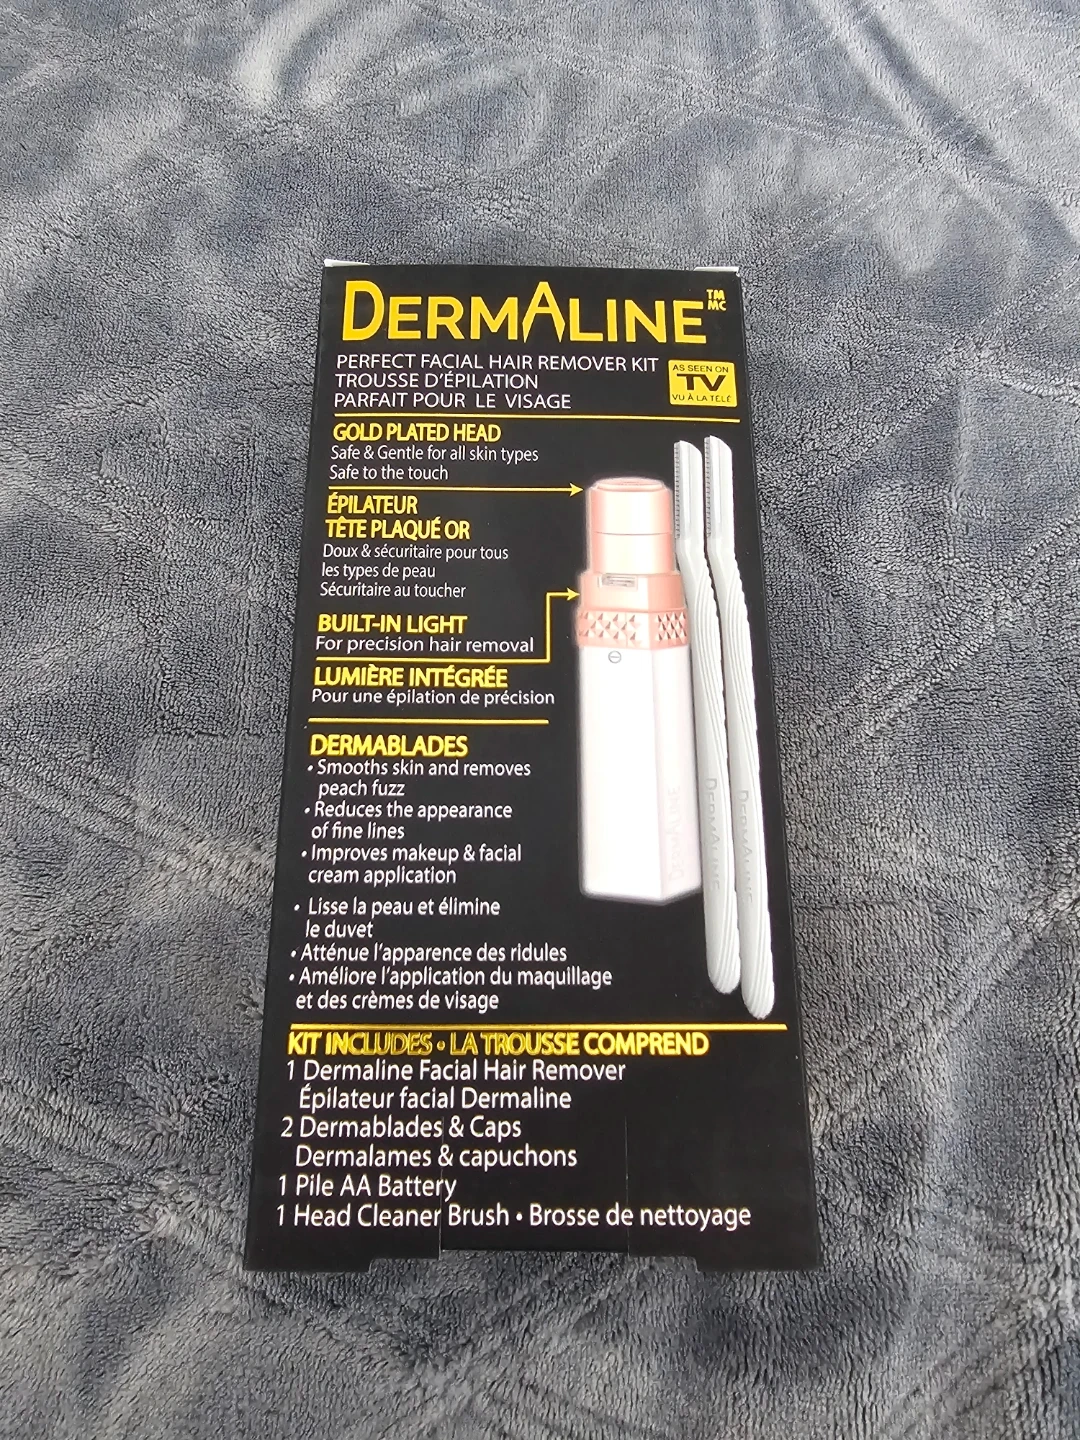 DERMALINE™ MC
PERFECT FACIAL HAIR REMOVER KIT
TROUSSE D'ÉPILATION
PARFAIT POUR LE VISAGE
AS SEEN ON
TV
VU À LA TÉLÉ
GOLD PLATED HEAD
Safe & Gentle for all skin types
Safe to the touch
ÉPILATEUR
TÊTE PLAQUÉ OR
Doux & sécuritaire pour tous
les types de peau
Sécuritaire au toucher
BUILT-IN LIGHT
For precision hair removal
LUMIÈRE INTÉGRÉE
Pour une épilation de précision
DERMABLADES
• Smooths skin and removes
peach fuzz
• Reduces the appearance
of fine lines
• Improves makeup & facial
cream application
• Lisse la peau et élimine
le duvet
• Atténue l'apparence des ridules
• Améliore l'application du maquillage
et des crèmes de visage
DERMALINE
DERMALINE
DERMALINE
KIT INCLUDES • LA TROUSSE COMPREND
1 Dermaline Facial Hair Remover
Épilateur facial Dermaline
2 Dermablades & Caps
Dermalames & capuchons
1 Pile AA Battery
1 Head Cleaner Brush • Brosse de nettoyage